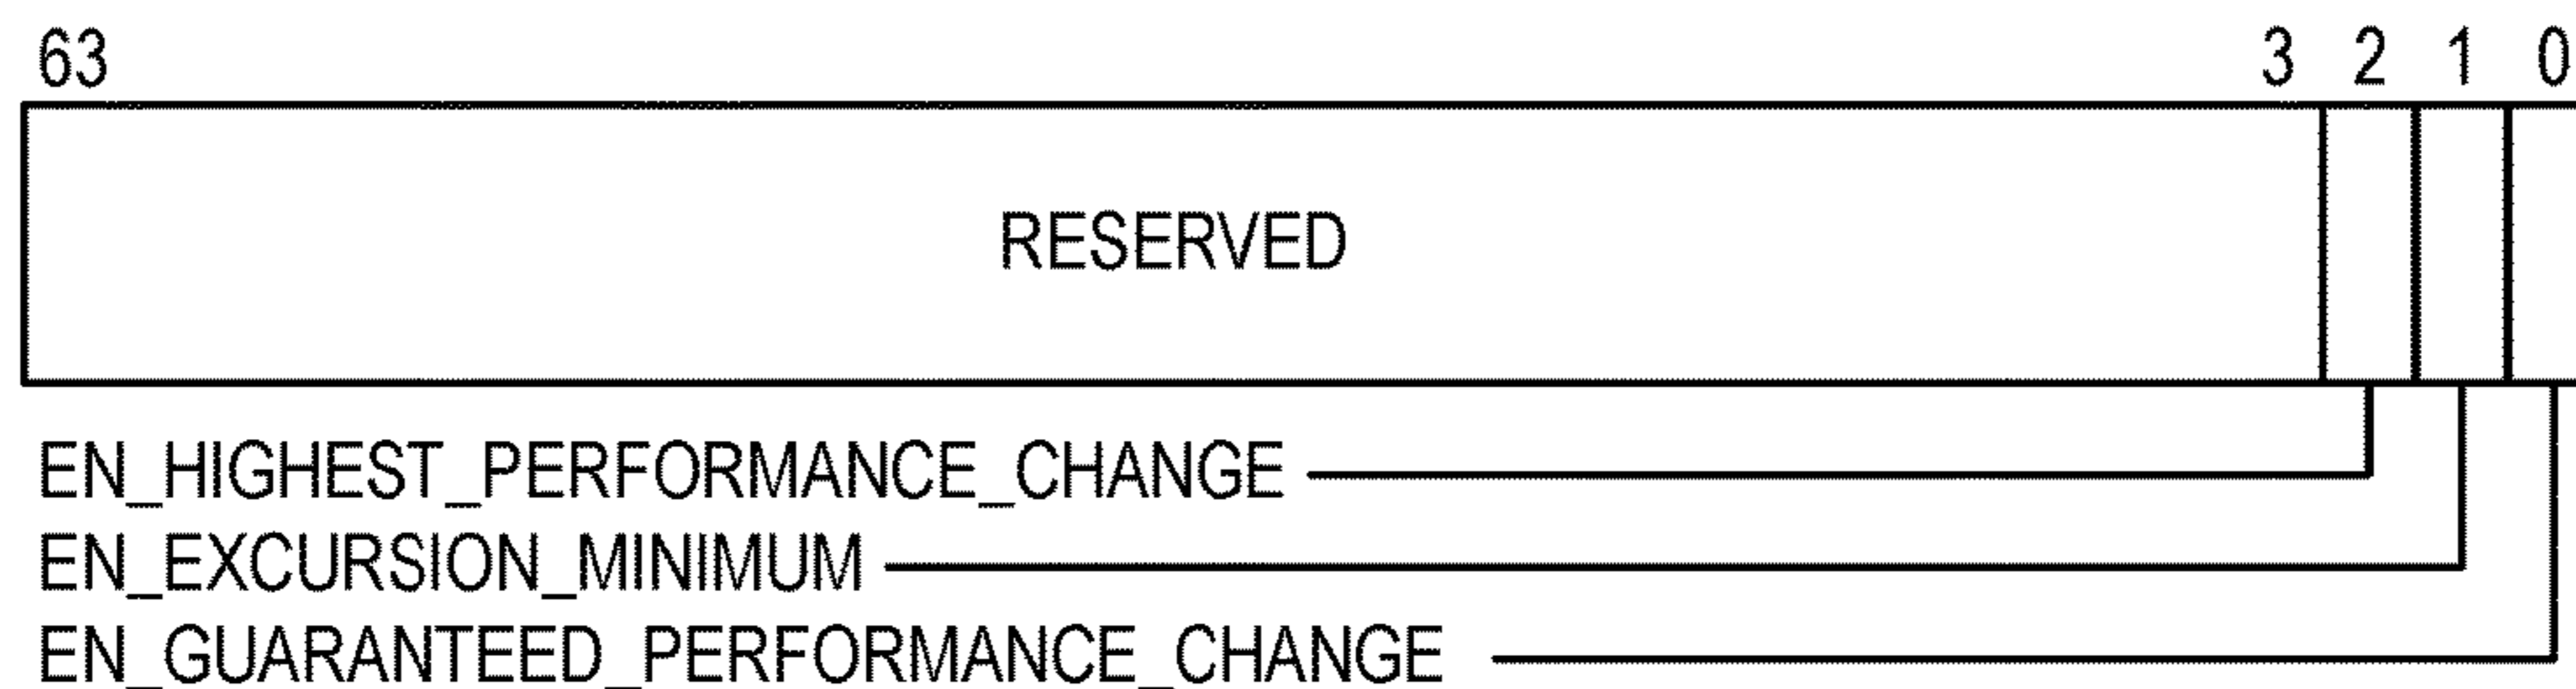 63 3 2 1 0
RESERVED
EN_HIGHEST_PERFORMANCE_CHANGE
EN_EXCURSION_MINIMUM
EN_GUARANTEED_PERFORMANCE_CHANGE